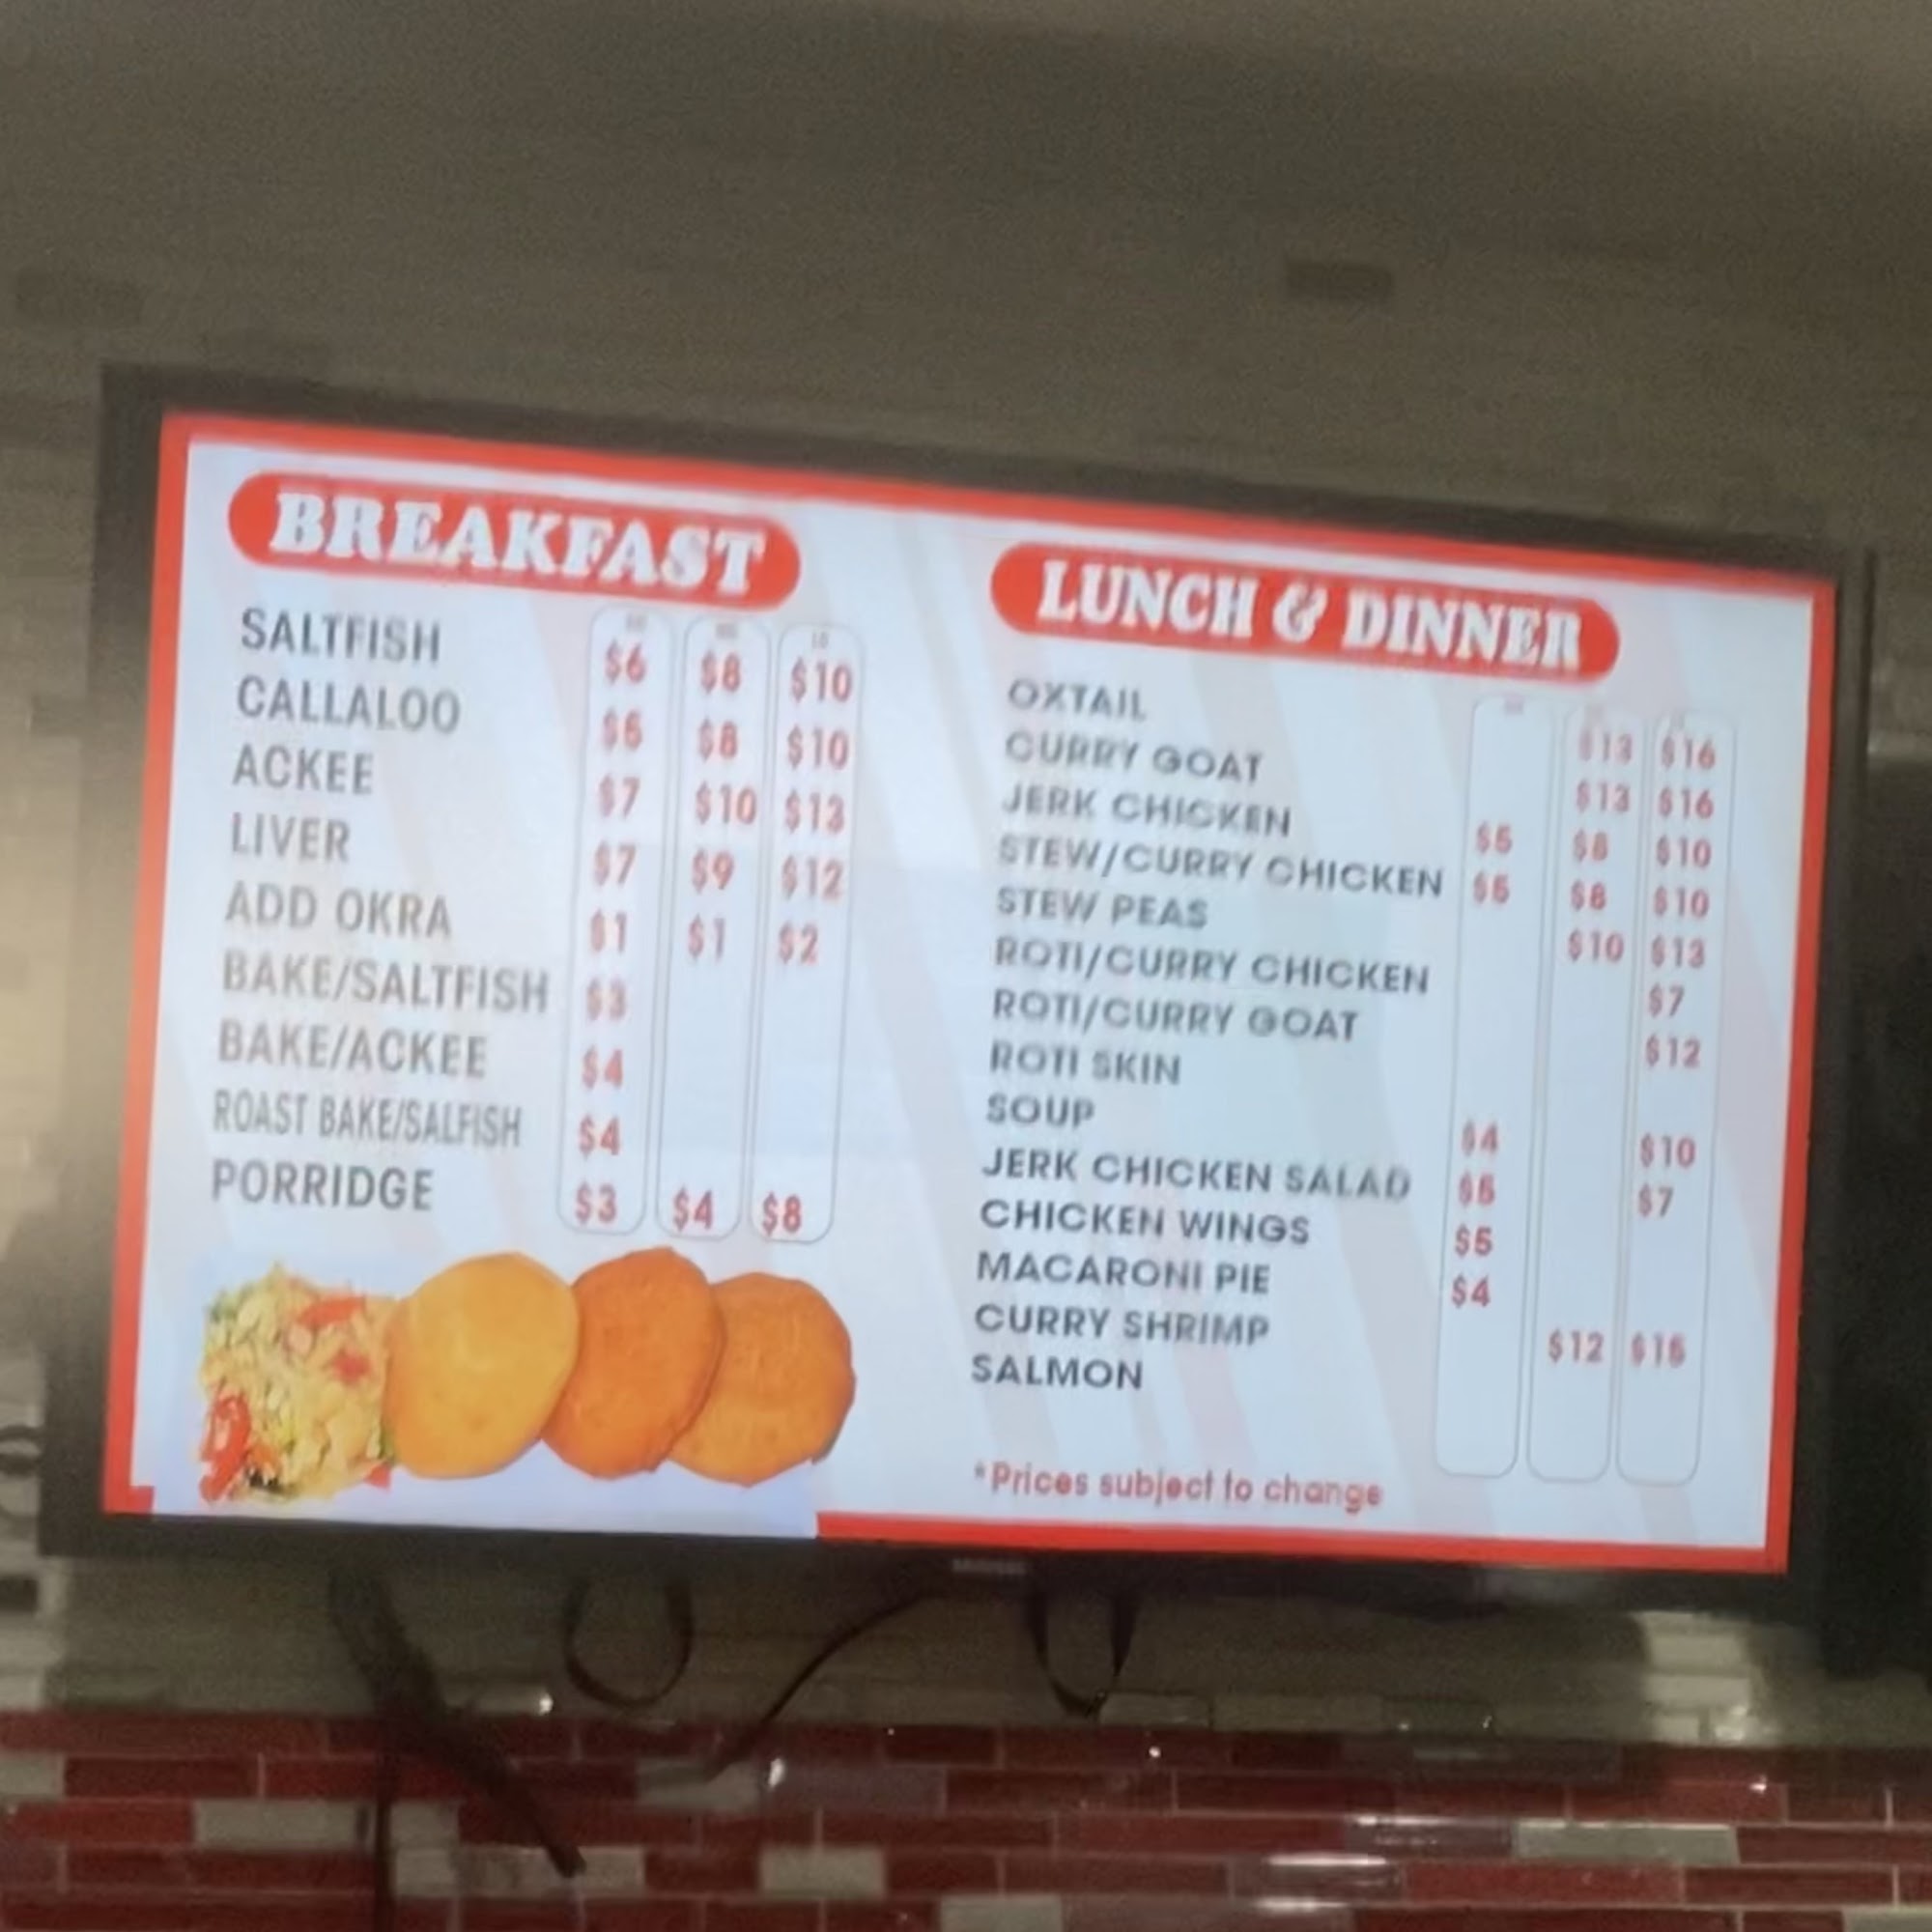 BREAKFAST
SALTFISH $6 $8 $10
CALLALOO $6 $8 $10
ACKEE $7 $10 $13
LIVER $7 $9 $12
ADD OKRA $1 $1 $2
BAKE/SALTFISH $3
BAKE/ACKEE $4
ROAST BAKE/SALFISH $4
PORRIDGE $3 $4 $8
LUNCH & DINNER
OXTAIL $13 $16
CURRY GOAT $13 $16
JERK CHICKEN $5 $8 $10
STEW/CURRY CHICKEN $5 $8 $10
STEW PEAS $10 $13
ROTI/CURRY CHICKEN $7
ROTI/CURRY GOAT $12
ROTI SKIN
SOUP $4 $10
JERK CHICKEN SALAD $5 $7
CHICKEN WINGS $5
MACARONI PIE $4
CURRY SHRIMP $12 $15
SALMON
*Prices subject to change